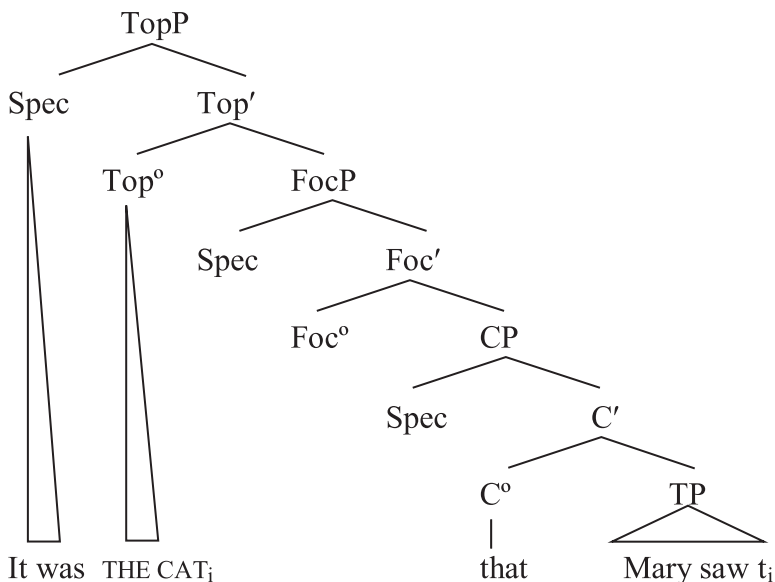 TopP
Spec Top′
Topº FocP
Spec Foc′
Focº CP
Spec C′
Cº TP
It was THE CATi that Mary saw ti